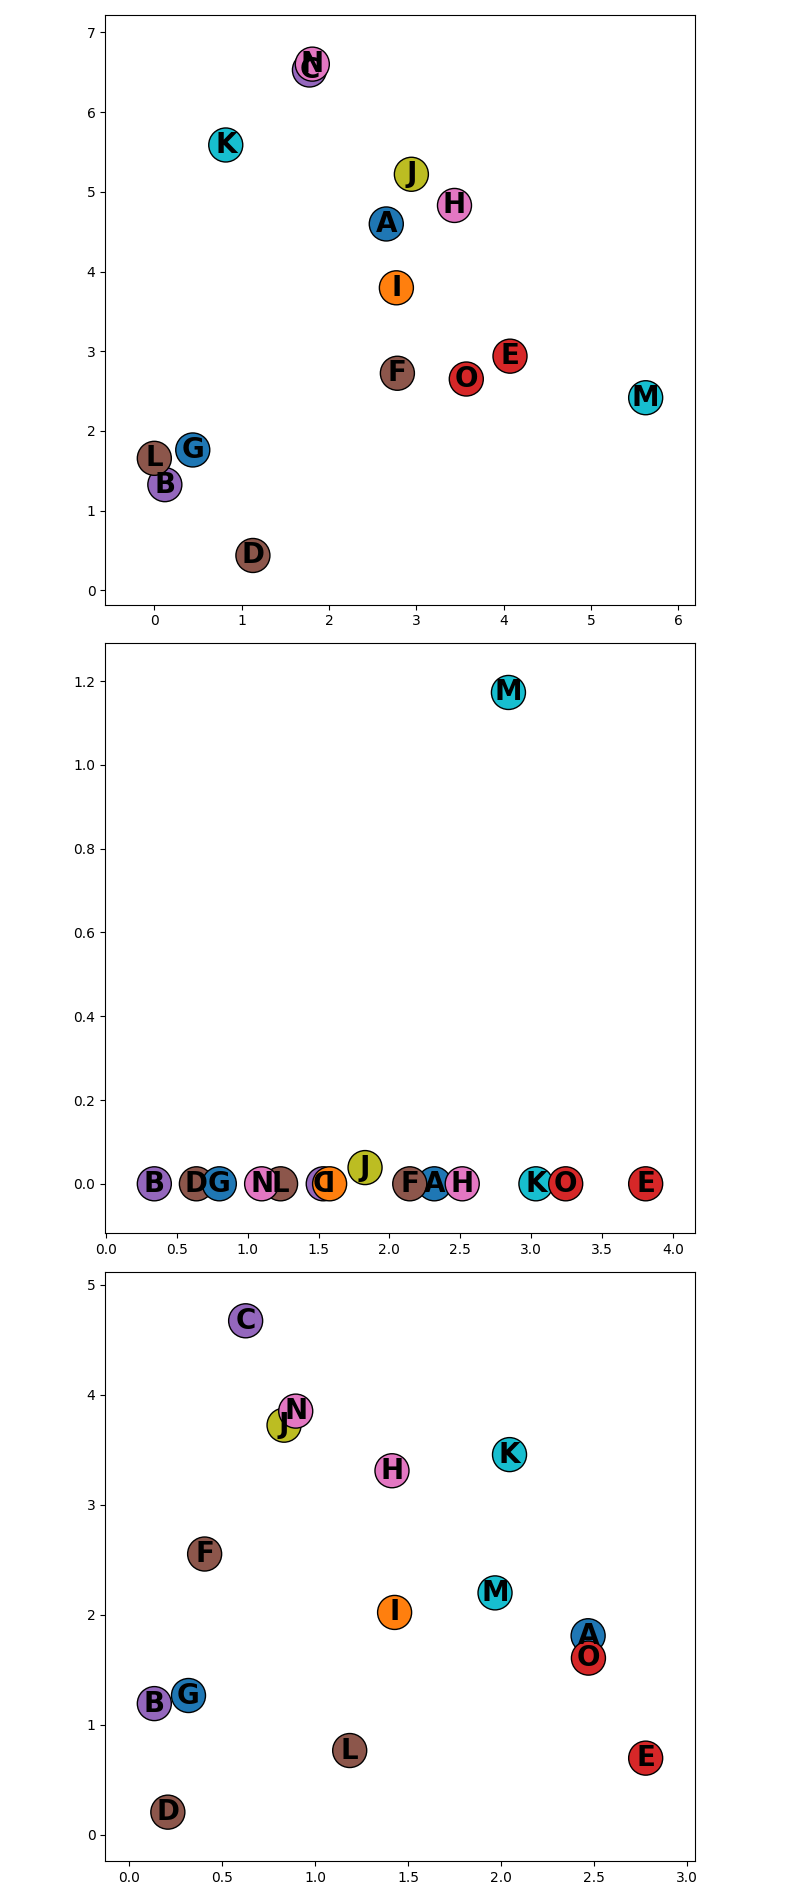 7
N
C
6
K
J
5
H
A
4
I
3
E
F
O
M
2
G
L
B
1
D
0
0 1 2 3 4 5 6
1.2
M
1.0
0.8
0.6
0.4
0.2
J
0.0
B D G N L C I F A H K O E
0.0 0.5 1.0 1.5 2.0 2.5 3.0 3.5 4.0
5
C
4
N
J
K
H
3
F
M
2
I
A
O
G
B
1
L
E
D
0
0.0 0.5 1.0 1.5 2.0 2.5 3.0